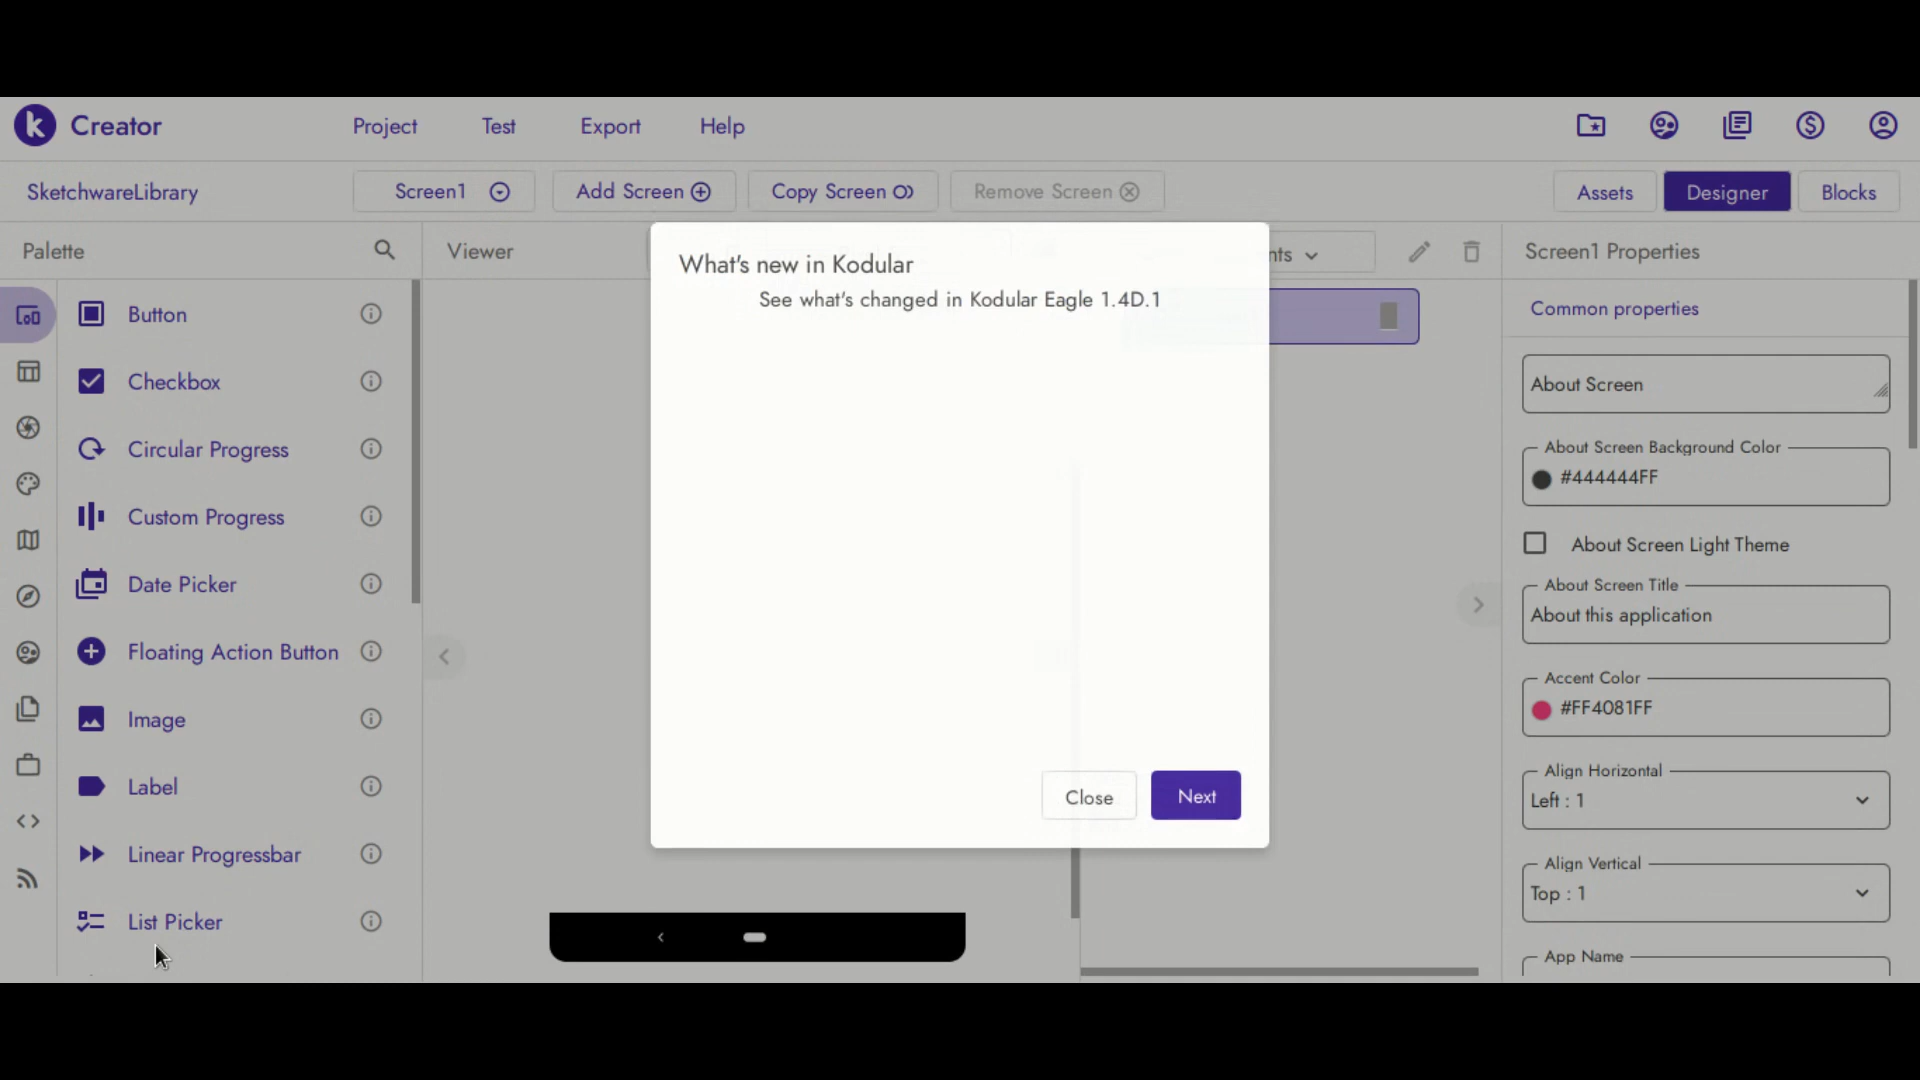 Creator
Project
Test
Export
Help
SketchwareLibrary
Screen1
Add Screen
Copy Screen
Remove Screen
Assets
Designer
Blocks
Palette
Viewer
nts
Screen1 Properties
Button
Checkbox
Circular Progress
Custom Progress
Date Picker
Floating Action Button
Image
Label
Linear Progressbar
List Picker
What's new in Kodular
See what's changed in Kodular Eagle 1.4D.1
Close
Next
Common properties
About Screen
About Screen Background Color
#444444FF
About Screen Light Theme
About Screen Title
About this application
Accent Color
#FF4081FF
Align Horizontal
Left : 1
Align Vertical
Top : 1
App Name